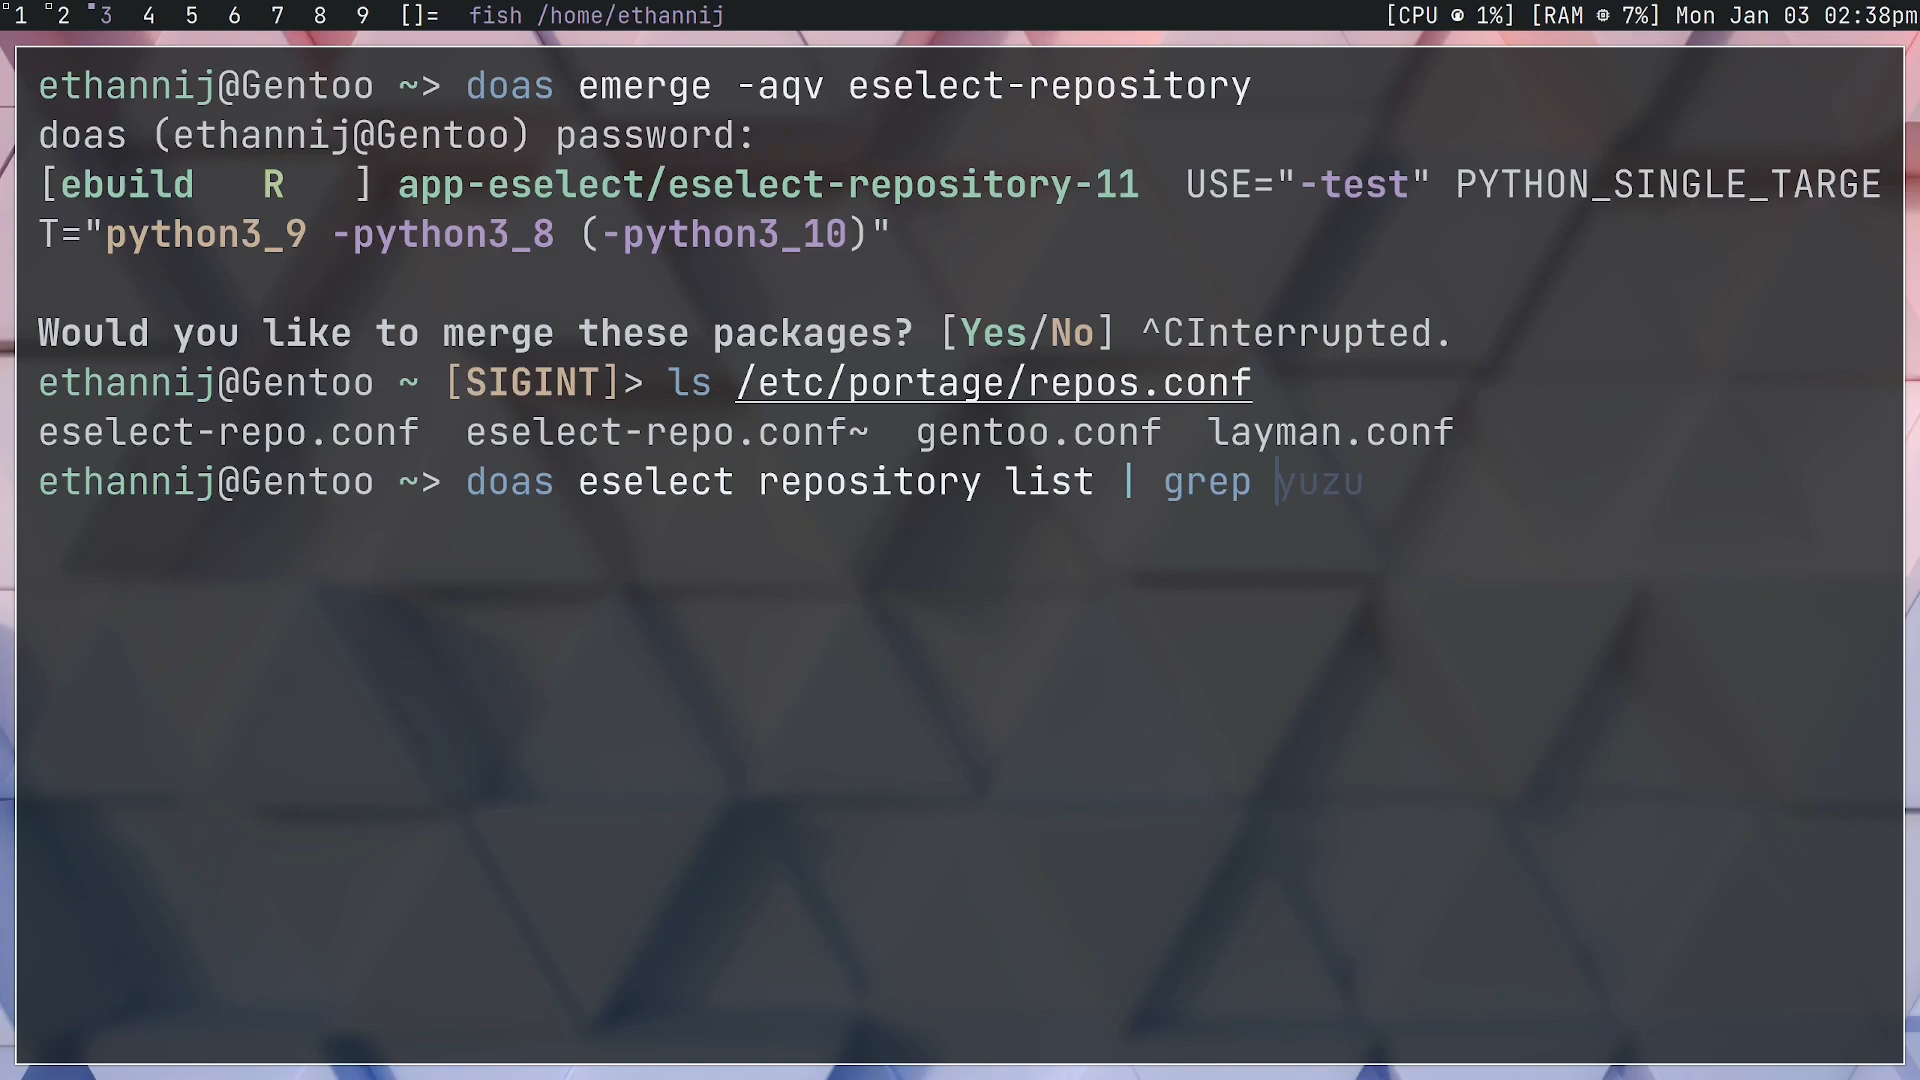 1 2 3 4 5 6 7 8 9 []= fish /home/ethannij [CPU 1%] [RAM 7%] Mon Jan 03 02:38pm
ethannij@Gentoo ~> doas emerge -aqv eselect-repository
doas (ethannij@Gentoo) password:
[ebuild   R   ] app-eselect/eselect-repository-11  USE="-test" PYTHON_SINGLE_TARGE
T="python3_9 -python3_8 (-python3_10)"
Would you like to merge these packages? [Yes/No] ^CInterrupted.
ethannij@Gentoo ~ [SIGINT]> ls /etc/portage/repos.conf
eselect-repo.conf  eselect-repo.conf~  gentoo.conf  layman.conf
ethannij@Gentoo ~> doas eselect repository list | grep yuzu